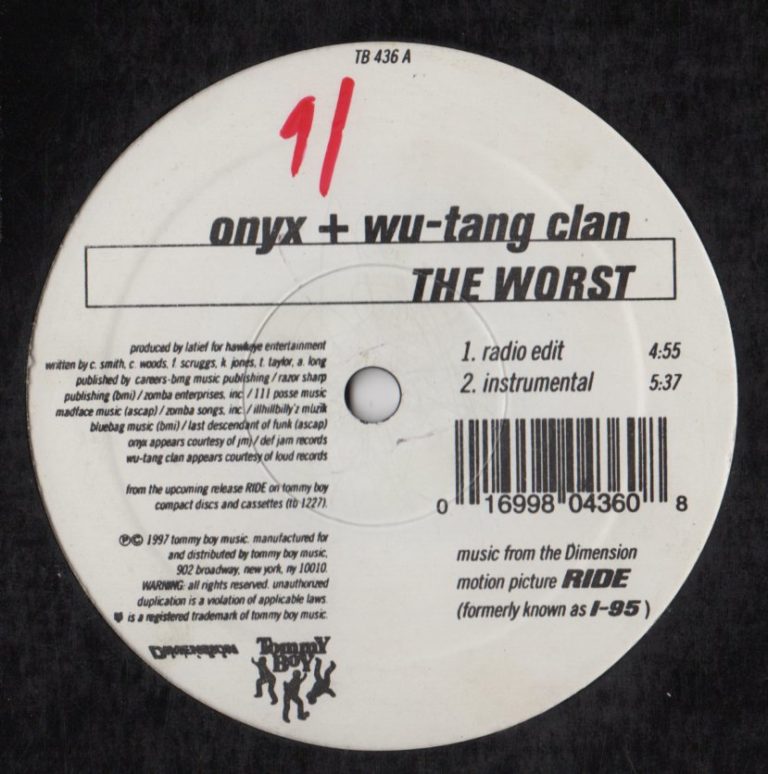 TB 436 A
91
onyx + wu-tang clan
THE WORST
produced by latief for hawkeye entertainment
written by c. smith, c. woods, f. scruggs, k. jones, t. taylor, a. long
published by careers-bmg music publishing / razor sharp
publishing (bmi) / zomba enterprises, inc. / 111 posse music
madface music (ascap) / zomba songs, inc. / illhillbilly'z muzik
bluebag music (bmi) / last descendant of funk (ascap)
onyx appears courtesy of jmj / def jam records
wu-tang clan appears courtesy of loud records
from the upcoming release RIDE on tommy boy
compact discs and cassettes (tb 1227).
℗© 1997 tommy boy music. manufactured for
and distributed by tommy boy music,
902 broadway, new york, ny 10010.
WARNING: all rights reserved. unauthorized
duplication is a violation of applicable laws.
is a registered trademark of tommy boy music.
Dimension
Tommy
Boy
1. radio edit 4:55
2. instrumental 5:37
0 16998 04360 8
music from the Dimension
motion picture RIDE
(formerly known as I-95 )